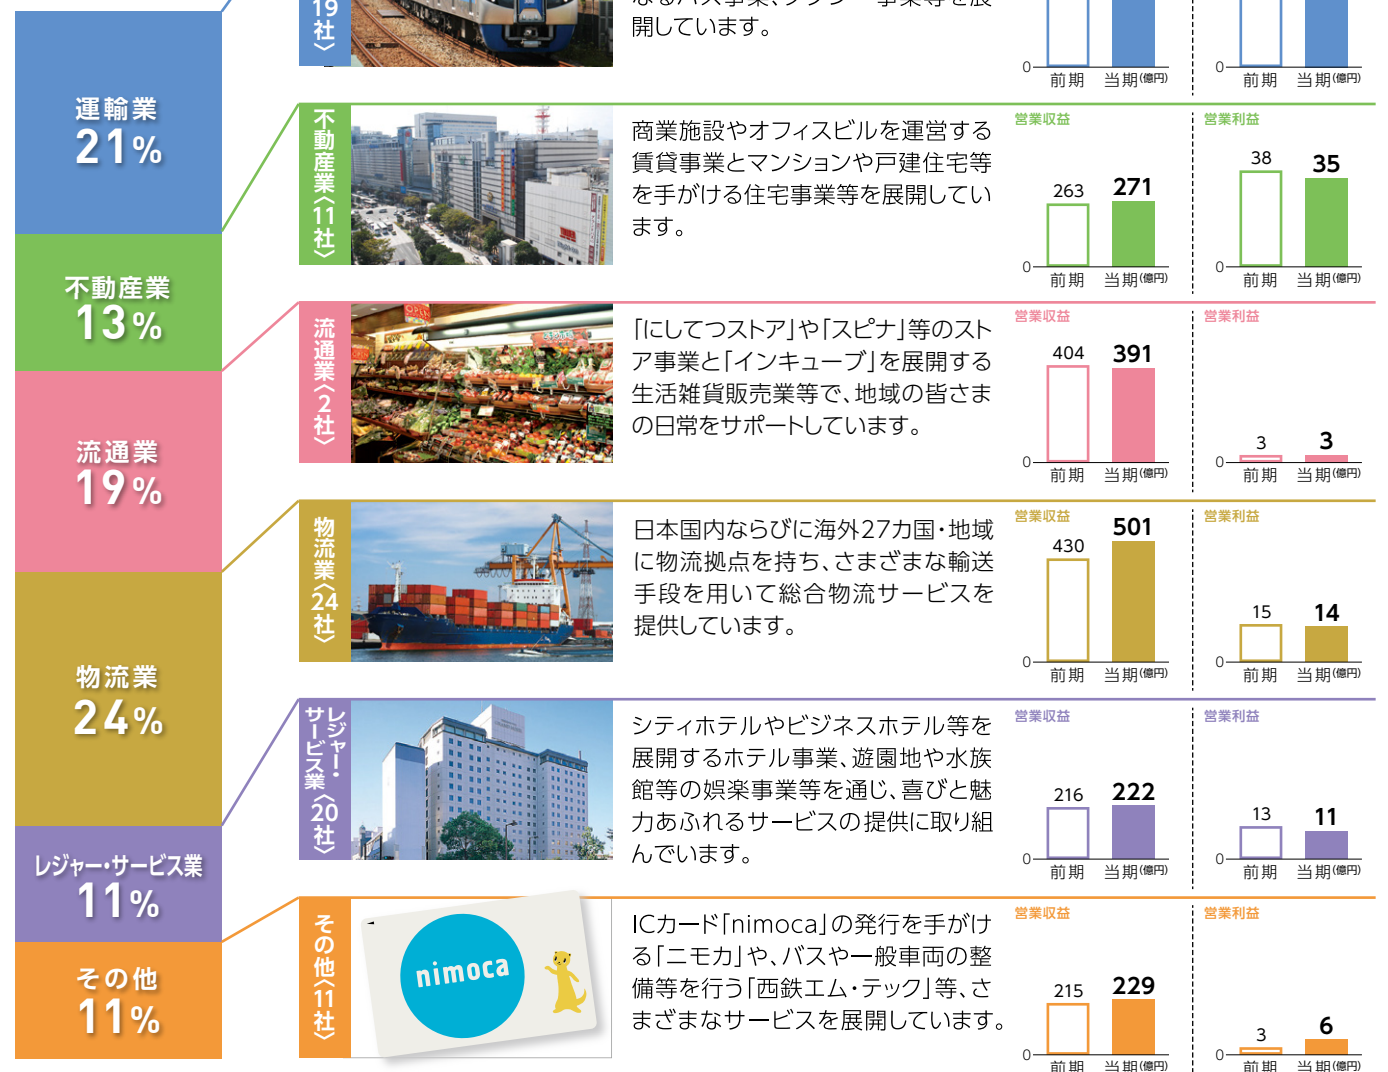 運輸業
21%
不動産業
13%
流通業
19%
物流業
24%
レジャー・サービス業
11%
その他
11%
19
社〉
開しています。
0
前期 当期(億円)
0
前期 当期(億円)
不動産業〈11社〉
商業施設やオフィスビルを運営する
賃貸事業とマンションや戸建住宅等
を手がける住宅事業等を展開してい
ます。
営業収益
263 271
0
前期 当期(億円)
営業利益
38 35
0
前期 当期(億円)
流通業〈2社〉
「にしてつストア」や「スピナ」等のスト
ア事業と「インキューブ」を展開する
生活雑貨販売業等で、地域の皆さま
の日常をサポートしています。
営業収益
404 391
0
前期 当期(億円)
営業利益
3 3
0
前期 当期(億円)
物流業〈24社〉
日本国内ならびに海外27カ国・地域
に物流拠点を持ち、さまざまな輸送
手段を用いて総合物流サービスを
提供しています。
営業収益
430 501
0
前期 当期(億円)
営業利益
15 14
0
前期 当期(億円)
レジャー・
サービス業〈20社〉
シティホテルやビジネスホテル等を
展開するホテル事業、遊園地や水族
館等の娯楽事業等を通じ、喜びと魅
力あふれるサービスの提供に取り組
んでいます。
営業収益
216 222
0
前期 当期(億円)
営業利益
13 11
0
前期 当期(億円)
その他〈11社〉
nimoca
ICカード「nimoca」の発行を手がけ
る「ニモカ」や、バスや一般車両の整
備等を行う「西鉄エム・テック」等、さ
まざまなサービスを展開しています。
営業収益
215 229
0
前期 当期(億円)
営業利益
3 6
0
前期 当期(億円)